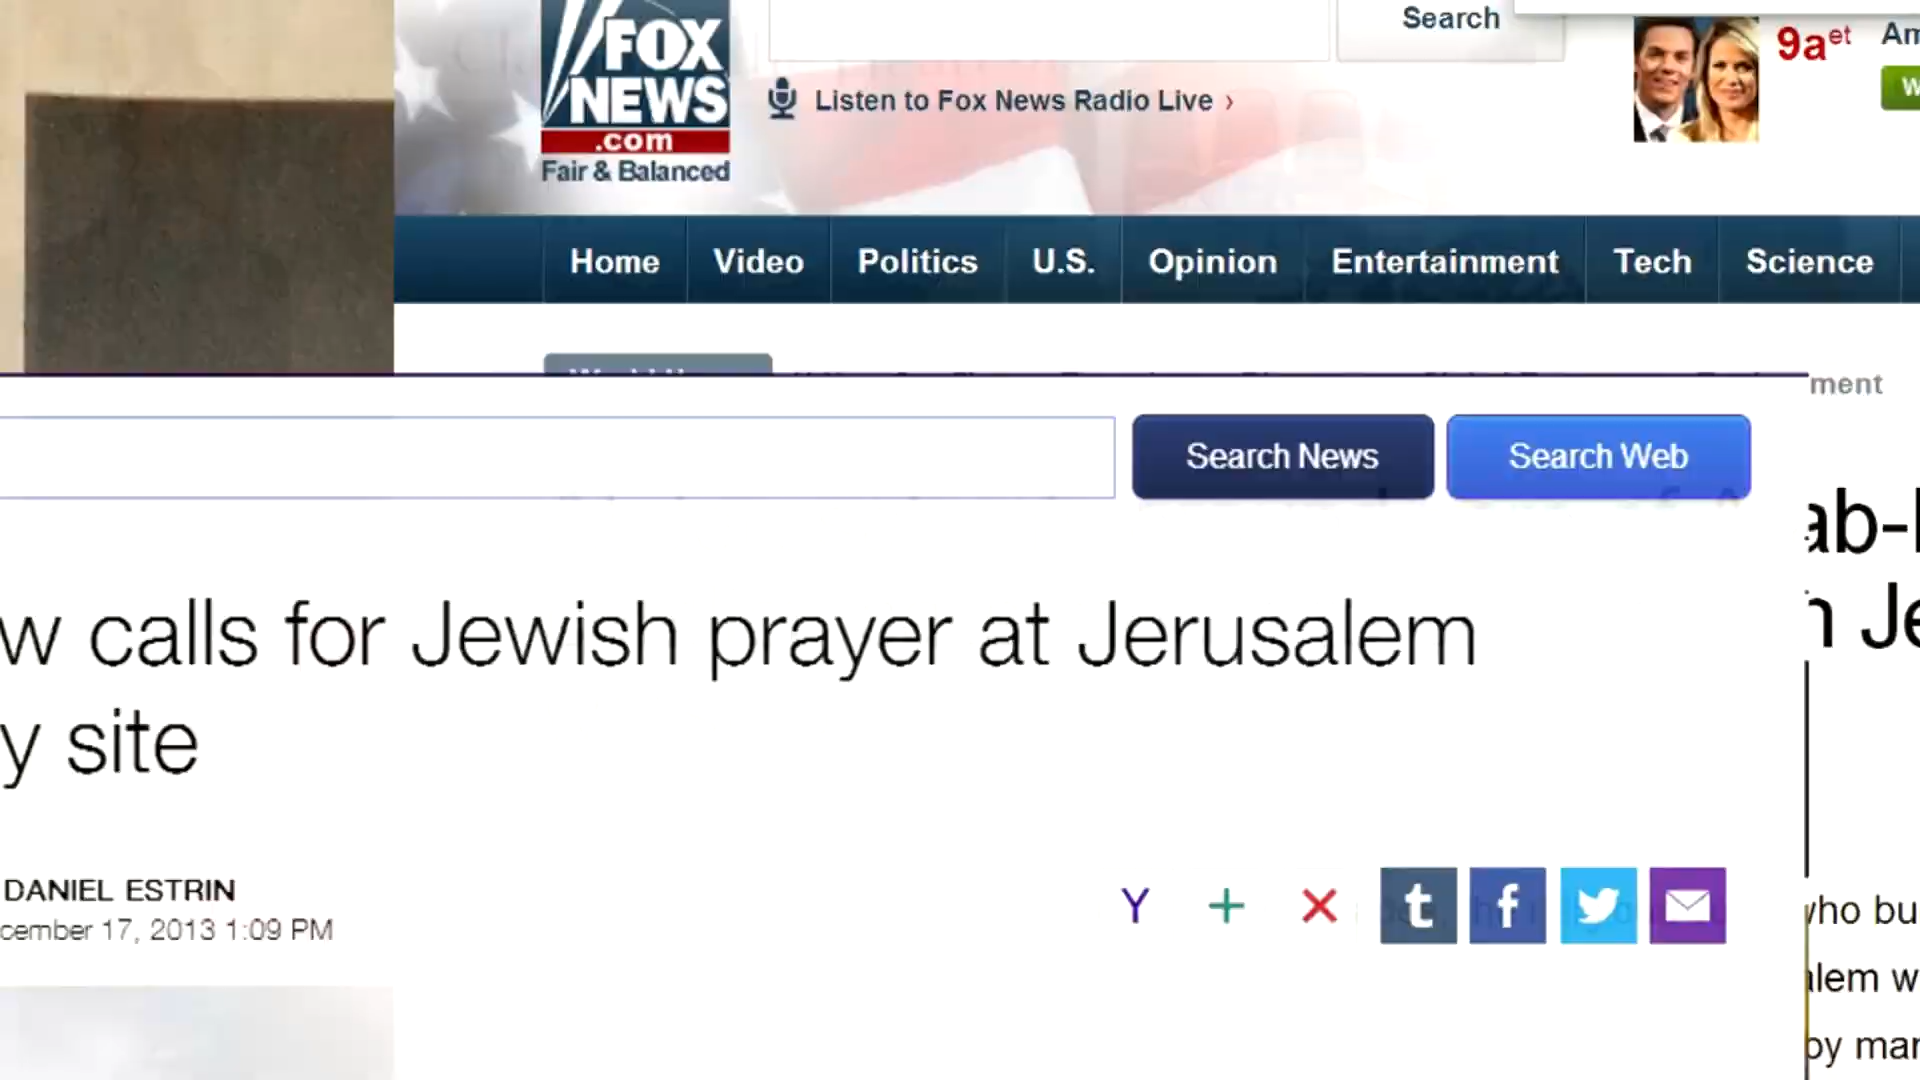 FOX
NEWS
.com
Fair & Balanced
Search
Listen to Fox News Radio Live ›
9a et
W
Home Video Politics U.S. Opinion Entertainment Tech Science
ment
Search News Search Web
w calls for Jewish prayer at Jerusalem
y site
ab-
n Je
DANIEL ESTRIN
cember 17, 2013 1:09 PM
Y + × t f
who bu
alem w
by mar